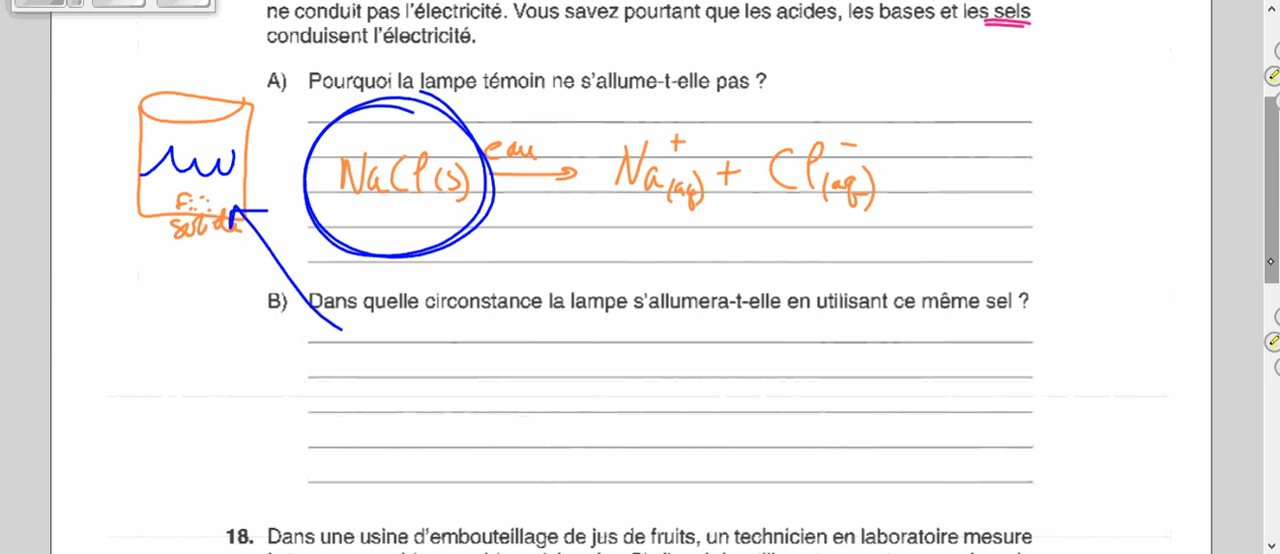 ne conduit pas l'électricité. Vous savez pourtant que les acides, les bases et les sels
conduisent l'électricité.
A) Pourquoi la lampe témoin ne s'allume-t-elle pas ?
NaCl(s) eau → Na+(aq) + Cl-(aq)
solide
B) Dans quelle circonstance la lampe s'allumera-t-elle en utilisant ce même sel ?
18. Dans une usine d'embouteillage de jus de fruits, un technicien en laboratoire mesure